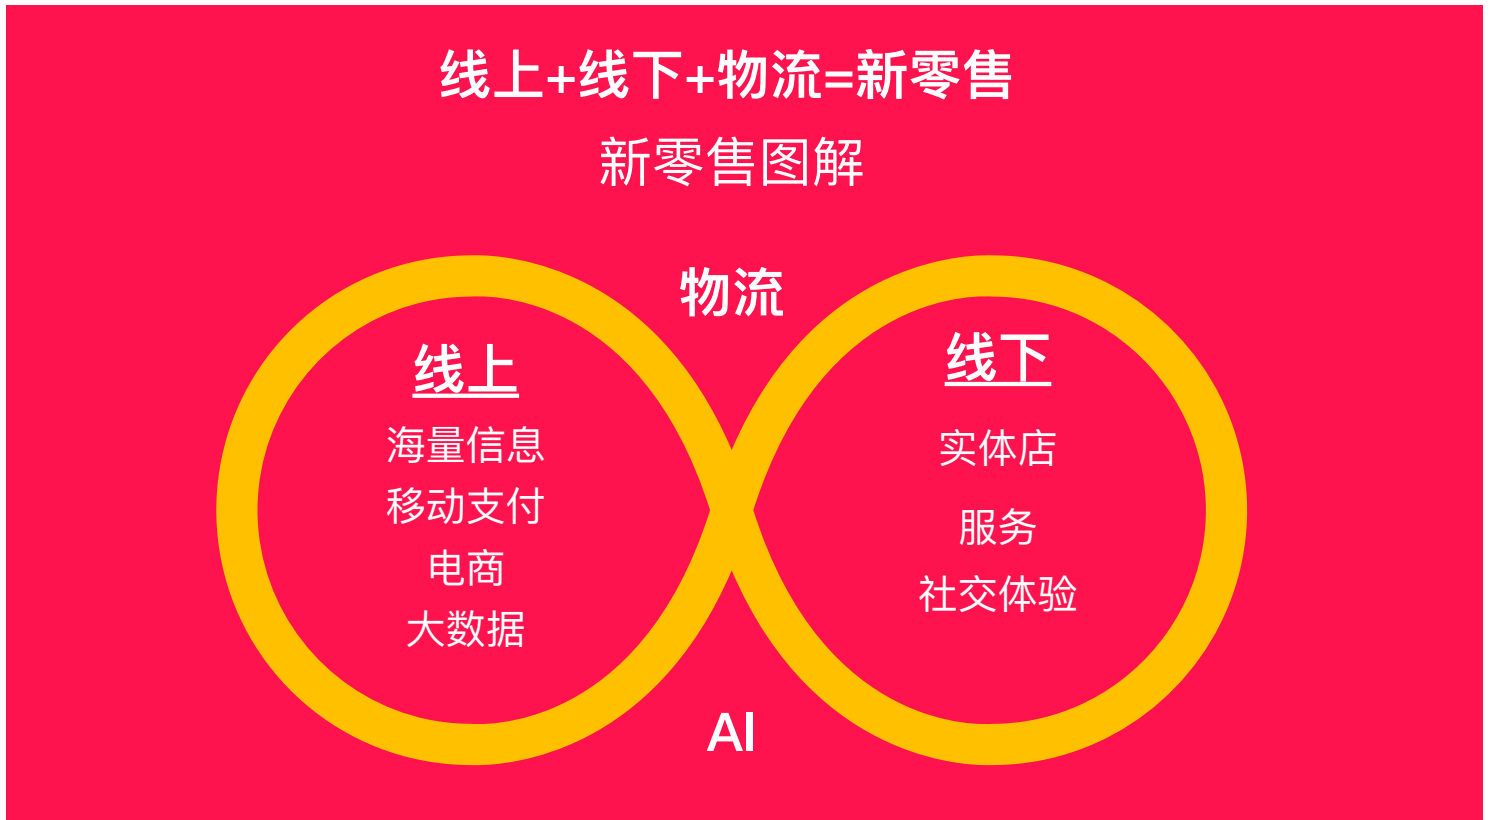 线上+线下+物流=新零售
新零售图解
物流
线上
海量信息
移动支付
电商
大数据
线下
实体店
服务
社交体验
AI